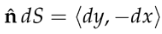 n̂ dS = ⟨dy, −dx⟩